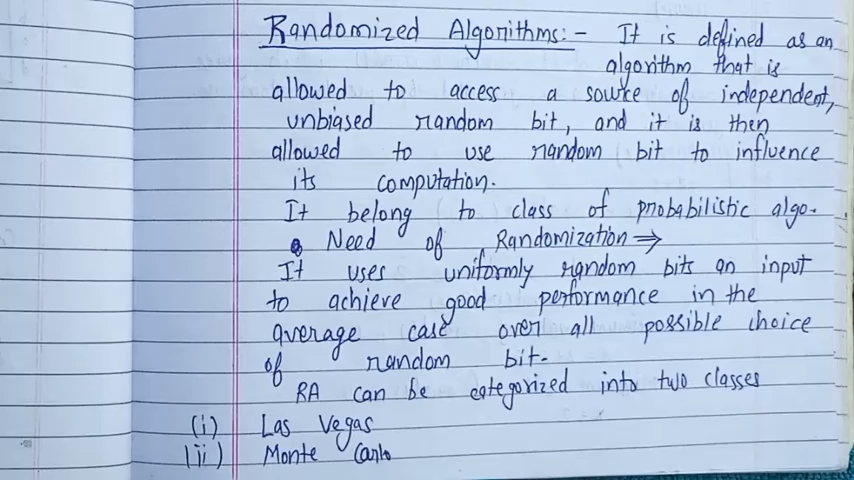 Randomized Algorithms:- It is defined as an
algorithm that is
allowed to access a source of independent,
unbiased random bit, and it is then
allowed to use random bit to influence
its computation.
It belong to class of probabilistic algo.
Need of Randomization ⇒
It uses uniformly random bits an input
to achieve good performance in the
average case over all possible choice
of random bit.
RA can be categorized into two classes
(i) Las Vegas
(ii) Monte Carlo